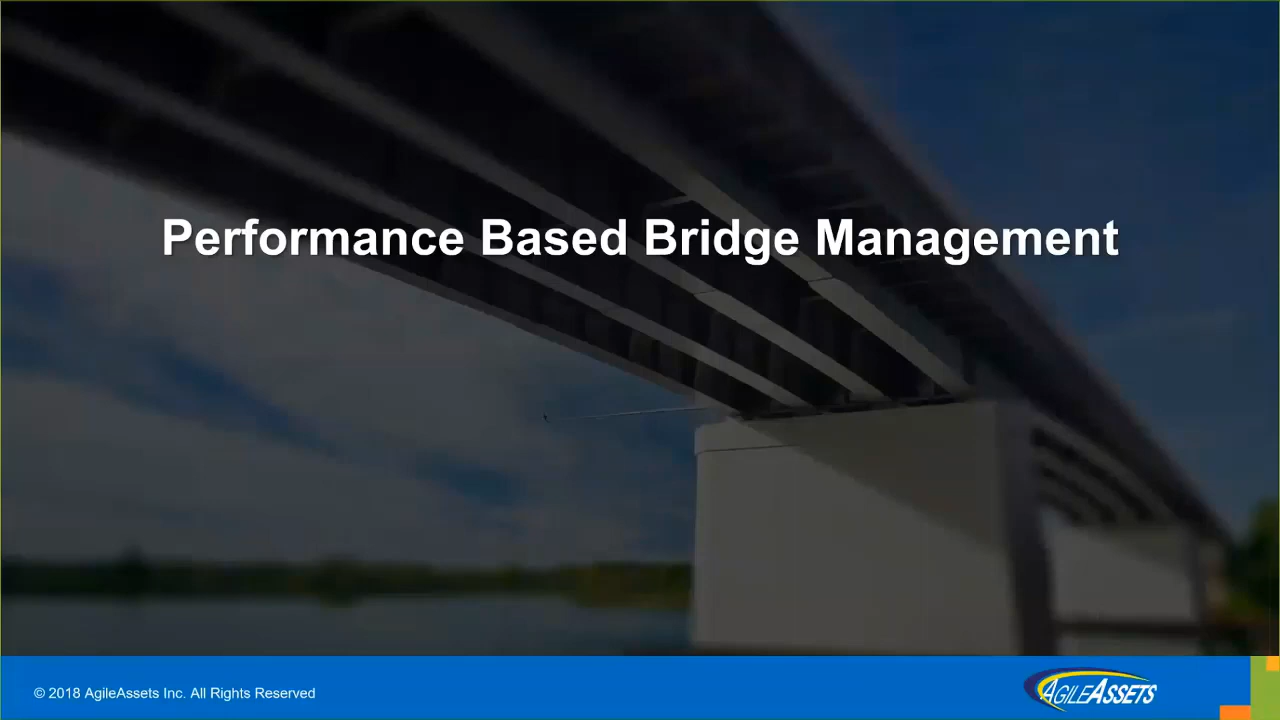 Performance Based Bridge Management
© 2018 AgileAssets Inc. All Rights Reserved
AGILEASSETS